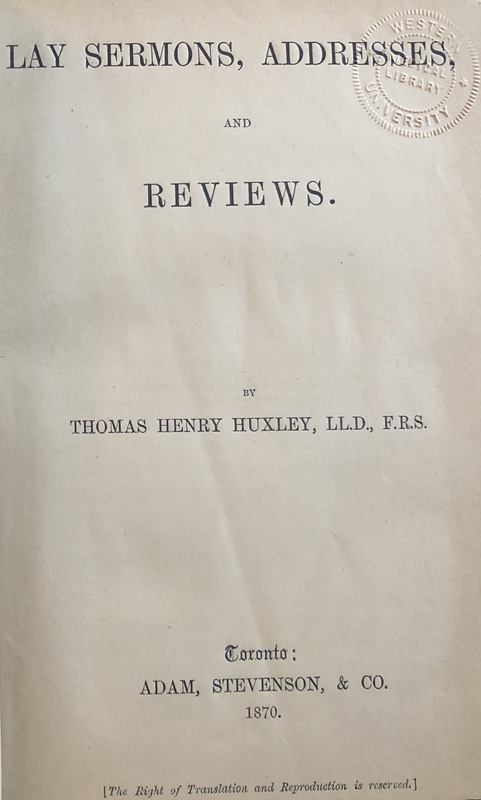 LAY SERMONS, ADDRESSES,
AND
REVIEWS.
BY
THOMAS HENRY HUXLEY, LL.D., F.R.S.
Toronto:
ADAM, STEVENSON, & CO.
1870.
[The Right of Translation and Reproduction is reserved.]
WESTERN
UNIVERSITY
LIBRARY